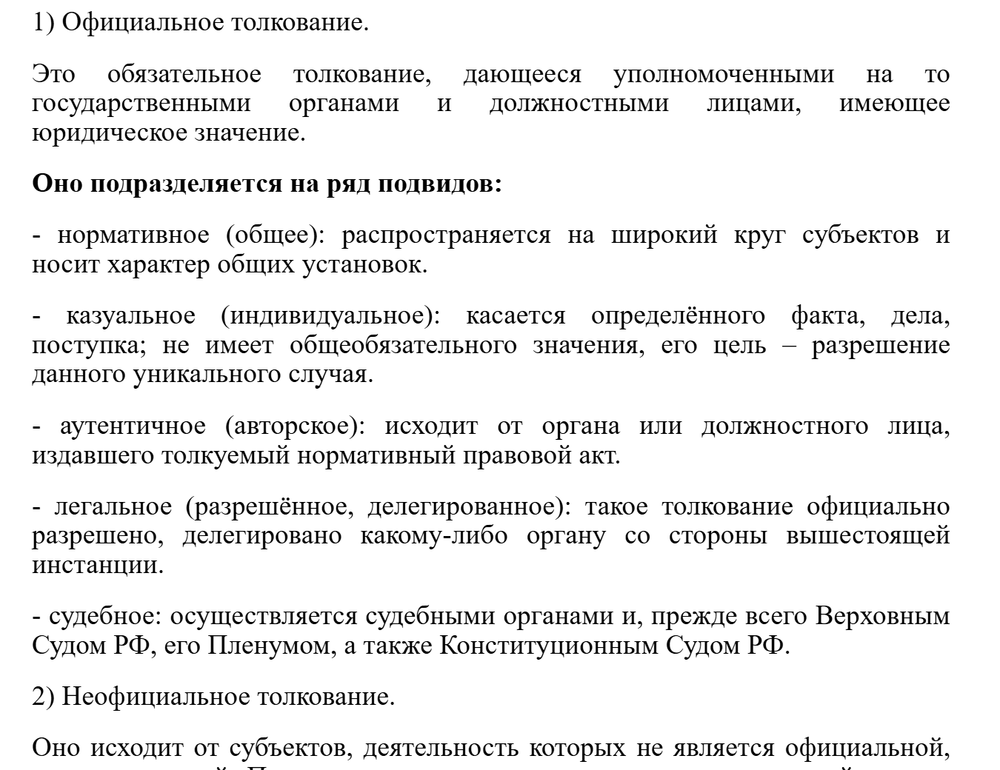 1) Официальное толкование.
Это обязательное толкование, дающееся уполномоченными на то
государственными органами и должностными лицами, имеющее
юридическое значение.
Оно подразделяется на ряд подвидов:
- нормативное (общее): распространяется на широкий круг субъектов и
носит характер общих установок.
- казуальное (индивидуальное): касается определённого факта, дела,
поступка; не имеет общеобязательного значения, его цель – разрешение
данного уникального случая.
- аутентичное (авторское): исходит от органа или должностного лица,
издавшего толкуемый нормативный правовой акт.
- легальное (разрешённое, делегированное): такое толкование официально
разрешено, делегировано какому-либо органу со стороны вышестоящей
инстанции.
- судебное: осуществляется судебными органами и, прежде всего Верховным
Судом РФ, его Пленумом, а также Конституционным Судом РФ.
2) Неофициальное толкование.
Оно исходит от субъектов, деятельность которых не является официальной,